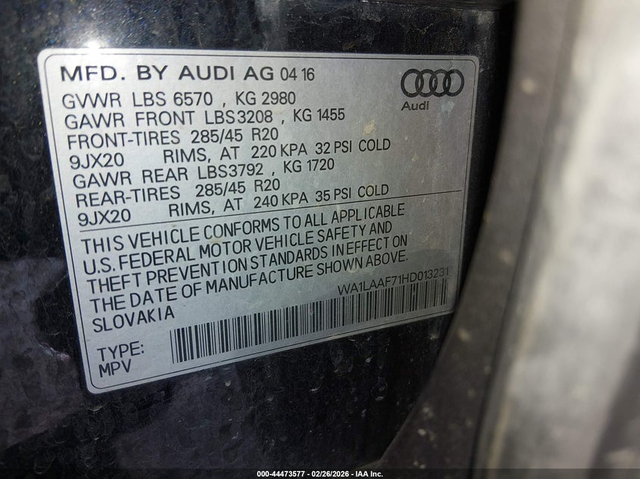 MFD. BY AUDI AG 04 16
Audi
GVWR LBS 6570 , KG 2980
GAWR FRONT LBS3208 , KG 1455
FRONT-TIRES 285/45 R20
9JX20 RIMS, AT 220 KPA 32 PSI COLD
GAWR REAR LBS3792 , KG 1720
REAR-TIRES 285/45 R20
9JX20 RIMS, AT 240 KPA 35 PSI COLD
THIS VEHICLE CONFORMS TO ALL APPLICABLE
U.S. FEDERAL MOTOR VEHICLE SAFETY AND
THEFT PREVENTION STANDARDS IN EFFECT ON
THE DATE OF MANUFACTURE SHOWN ABOVE.
SLOVAKIA WA1LAAF71HD013231
TYPE:
MPV
000-44473577 - 02/26/2026 - IAA Inc.